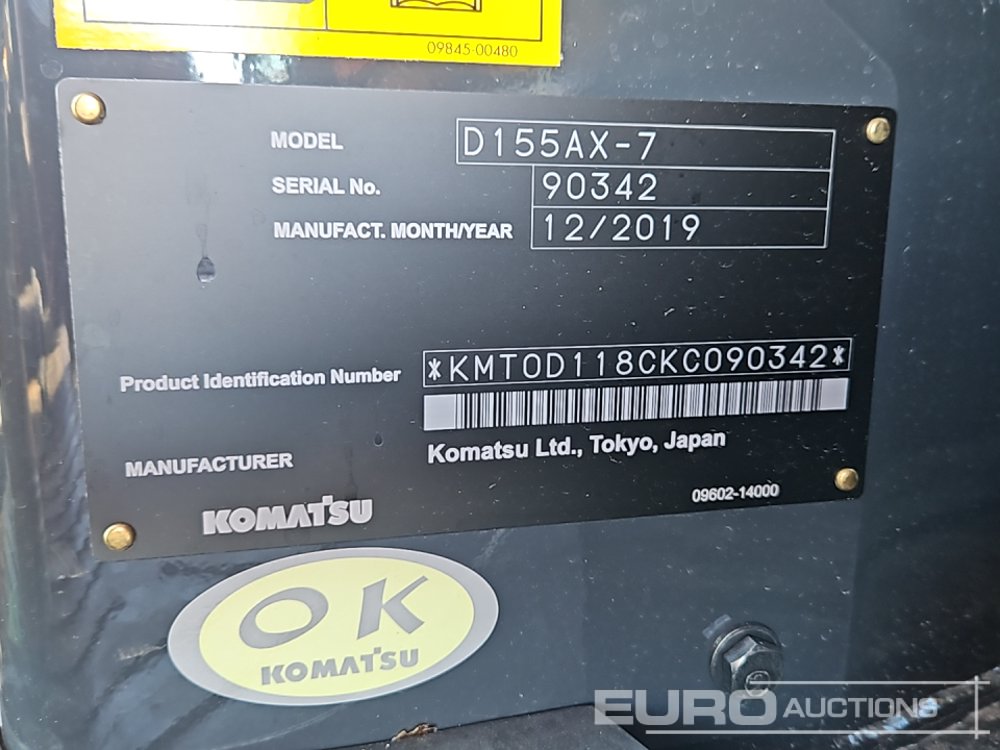 09845-00480
MODEL D155AX-7
SERIAL No. 90342
MANUFACT. MONTH/YEAR 12/2019
Product Identification Number *KMT0D118CKC090342*
MANUFACTURER Komatsu Ltd., Tokyo, Japan
KOMATSU 09602-14000
OK
KOMATSU
EURO AUCTIONS